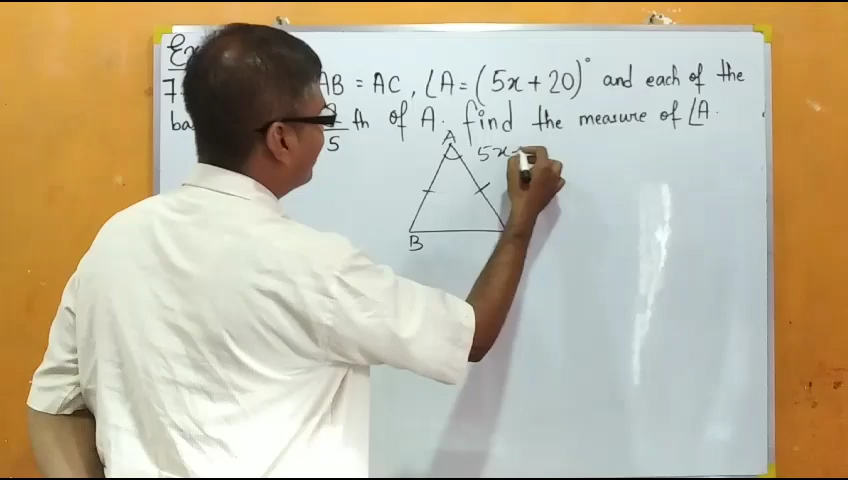 Ex
7. AB = AC, ∠A = (5x + 20)° and each of the
ba 5 th of A. find the measure of ∠A.
A 5x
B